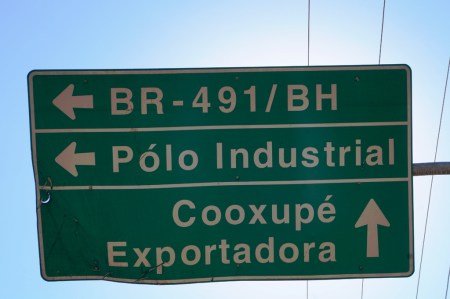 BR-491/BH
Pólo Industrial
Cooxupé
Exportadora